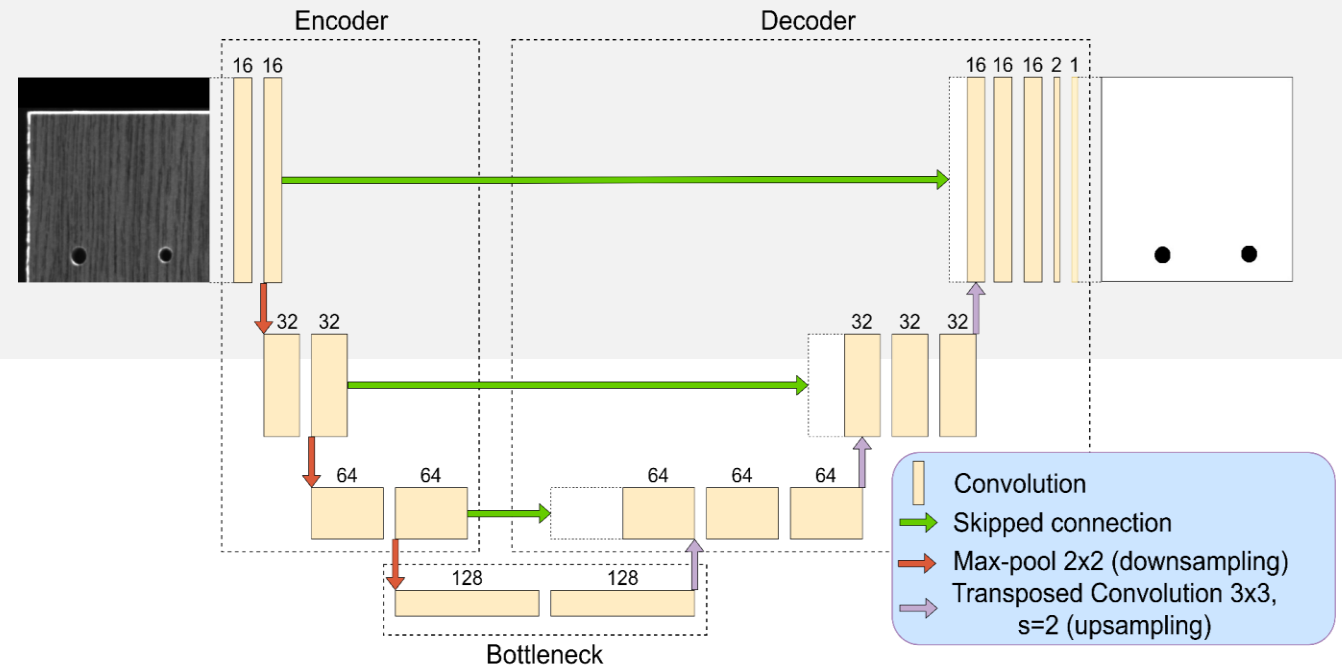 Encoder
Decoder
16 16
16 16 16 2 1
32 32
32 32 32
64 64
64 64 64
128 128
Bottleneck
Convolution
Skipped connection
Max-pool 2x2 (downsampling)
Transposed Convolution 3x3,
s=2 (upsampling)